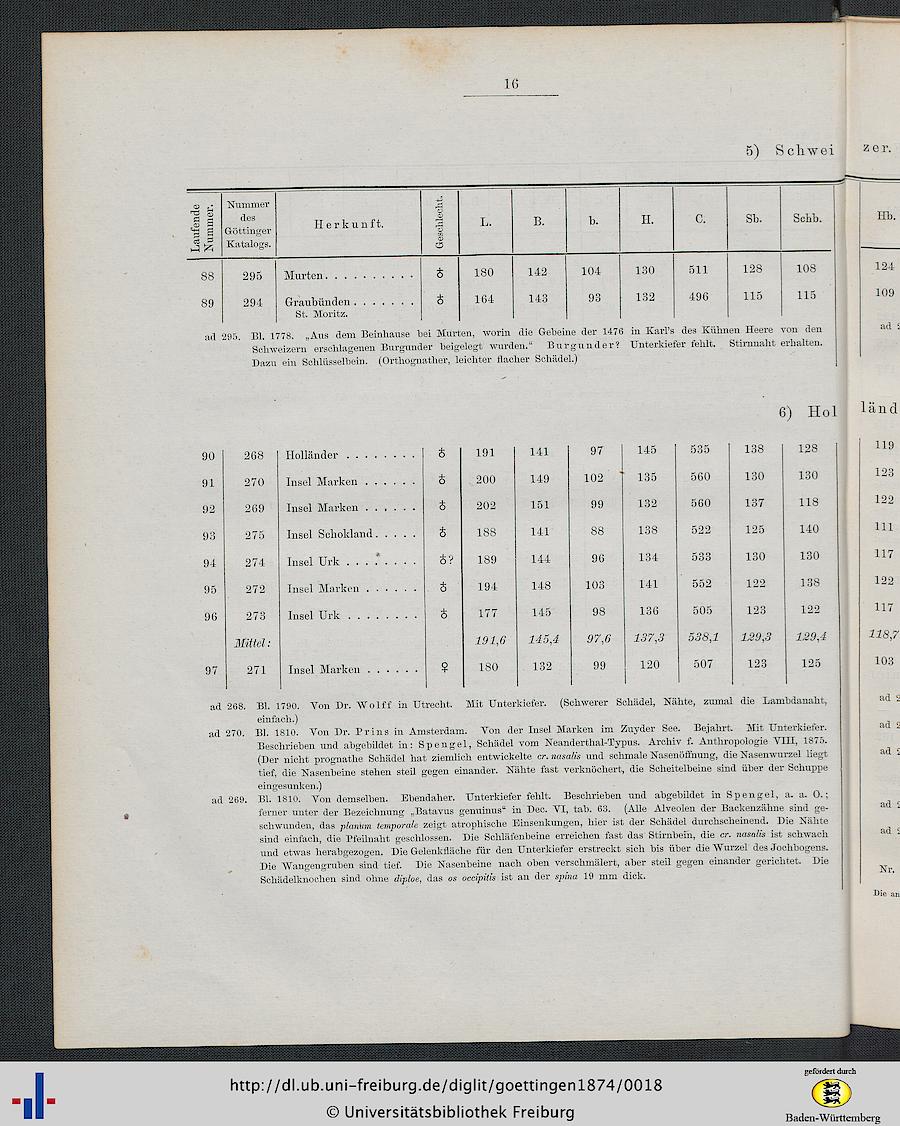 16
5) Schwei zer.
Laufende Nummer. Nummer des Göttinger Katalogs. Herkunft. Geschlecht. L. B. b. H. C. Sb. Schb. Hb.
88 295 Murten. . . . . . . . . . ♁ 180 142 104 130 511 128 108 124
89 294 Graubünden . . . . . . . ♁ 164 143 93 132 496 115 115 109
St. Moritz.
ad 295. Bl. 1778. „Aus dem Beinhause bei Murten, worin die Gebeine der 1476 in Karl's des Kühnen Heere von den ad
Schweizern erschlagenen Burgunder beigelegt wurden.“ Burgunder? Unterkiefer fehlt. Stirnnaht erhalten.
Dazu ein Schlüsselbein. (Orthognather, leichter flacher Schädel.)
6) Hol länd
90 268 Holländer . . . . . . . . ♁ 191 141 97 145 535 138 128 119
91 270 Insel Marken . . . . . . ♁ 200 149 102 135 560 130 130 123
92 269 Insel Marken . . . . . . ♁ 202 151 99 132 560 137 118 122
93 275 Insel Schokland. . . . . ♁ 188 141 88 138 522 125 140 111
94 274 Insel Urk . . . . . . . . ♁? 189 144 96 134 533 130 130 117
95 272 Insel Marken . . . . . . ♁ 194 148 103 141 552 122 138 122
96 273 Insel Urk . . . . . . . . ♁ 177 145 98 136 505 123 122 117
Mittel: 191,6 145,4 97,6 137,3 538,1 129,3 129,4 118,7
97 271 Insel Marken . . . . . . ♀ 180 132 99 120 507 123 125 103
ad 268. Bl. 1790. Von Dr. Wolff in Utrecht. Mit Unterkiefer. (Schwerer Schädel, Nähte, zumal die Lambdanaht, ad
einfach.)
ad 270. Bl. 1810. Von Dr. Prins in Amsterdam. Von der Insel Marken im Zuyder See. Bejahrt. Mit Unterkiefer. ad
Beschrieben und abgebildet in: Spengel, Schädel vom Neanderthal-Typus. Archiv f. Anthropologie VIII, 1875.
(Der nicht prognathe Schädel hat ziemlich entwickelte cr. nasalis und schmale Nasenöffnung, die Nasenwurzel liegt ad
tief, die Nasenbeine stehen steil gegen einander. Nähte fast verknöchert, die Scheitelbeine sind über der Schuppe
eingesunken.)
ad 269. Bl. 1810. Von demselben. Ebendaher. Unterkiefer fehlt. Beschrieben und abgebildet in Spengel, a. a. O.; ad
ferner unter der Bezeichnung „Batavus genuinus“ in Dec. VI, tab. 63. (Alle Alveolen der Backenzähne sind ge-
schwunden, das planum temporale zeigt atrophische Einsenkungen, hier ist der Schädel durchscheinend. Die Nähte ad
sind einfach, die Pfeilnaht geschlossen. Die Schläfenbeine erreichen fast das Stirnbein, die cr. nasalis ist schwach
und etwas herabgezogen. Die Gelenkfläche für den Unterkiefer erstreckt sich bis über die Wurzel des Jochbogens.
Die Wangengruben sind tief. Die Nasenbeine nach oben verschmälert, aber steil gegen einander gerichtet. Die Nr.
Schädelknochen sind ohne diploe, das os occipitis ist an der spina 19 mm dick.
Die an
http://dl.ub.uni-freiburg.de/diglit/goettingen1874/0018
© Universitätsbibliothek Freiburg
gefördert durch
Baden-Württemberg